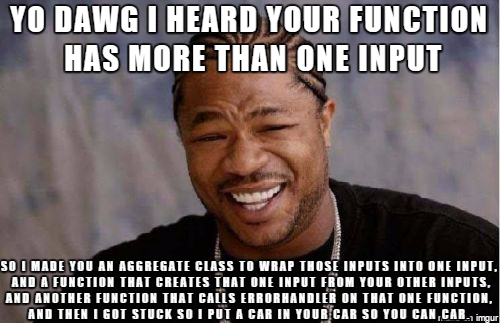 YO DAWG I HEARD YOUR FUNCTION
HAS MORE THAN ONE INPUT
SO I MADE YOU AN AGGREGATE CLASS TO WRAP THOSE INPUTS INTO ONE INPUT,
AND A FUNCTION THAT CREATES THAT ONE INPUT FROM YOUR OTHER INPUTS,
AND ANOTHER FUNCTION THAT CALLS ERRORHANDLER ON THAT ONE FUNCTION,
AND THEN I GOT STUCK SO I PUT A CAR IN YOUR CAR SO YOU CAN CAR
imgur